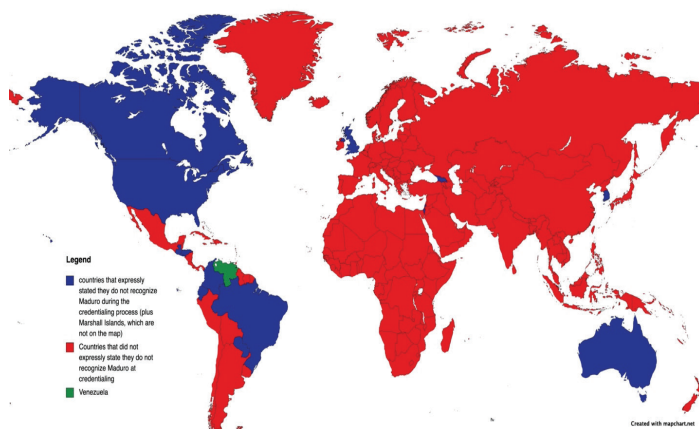 Legend
countries that expressly
stated they do not recognize
Maduro during the
credentialing process (plus
Marshall Islands, which are
not on the map)
Countries that did not
expressly state they do not
recognize Maduro at
credentialing
Venezuela
Created with mapchart.net